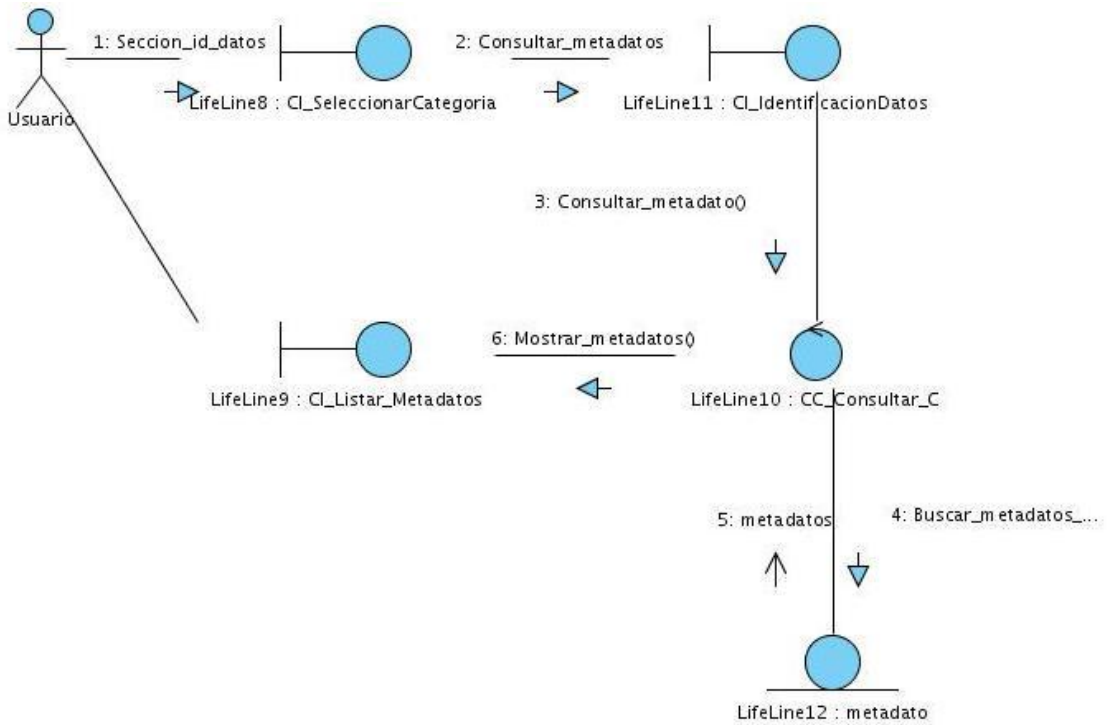 1: Seccion_id_datos
2: Consultar_metadatos
Usuario
LifeLine8 : CI_SeleccionarCategoria
LifeLine11 : CI_IdentificacionDatos
3: Consultar_metadato()
6: Mostrar_metadatos()
LifeLine9 : CI_Listar_Metadatos
LifeLine10 : CC_Consultar_C
5: metadatos
4: Buscar_metadatos_...
LifeLine12 : metadato